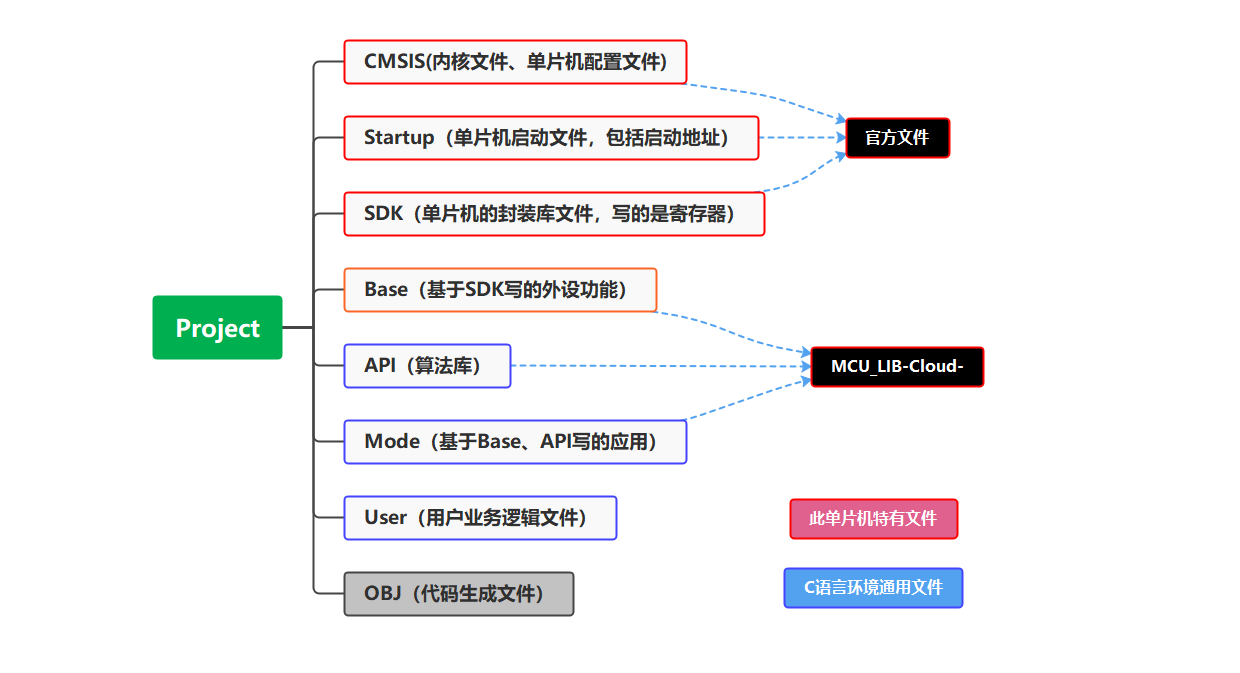 CMSIS(内核文件、单片机配置文件)
Startup（单片机启动文件，包括启动地址）
官方文件
SDK（单片机的封装库文件，写的是寄存器）
Base（基于SDK写的外设功能）
Project
API（算法库）
MCU_LIB-Cloud-
Mode（基于Base、API写的应用）
User（用户业务逻辑文件）
此单片机特有文件
OBJ（代码生成文件）
C语言环境通用文件